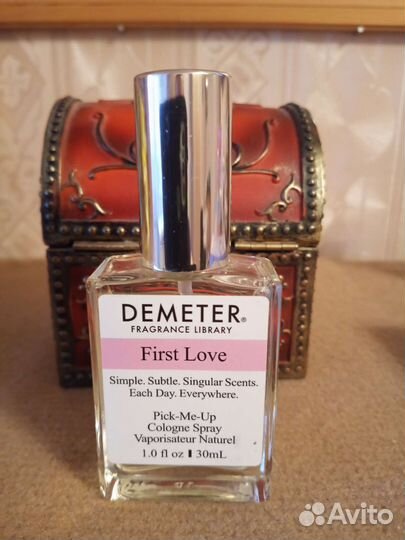 DEMETER®
FRAGRANCE LIBRARY
First Love
Simple. Subtle. Singular Scents.
Each Day. Everywhere.
Pick-Me-Up
Cologne Spray
Vaporisateur Naturel
1.0 fl oz 30mL
Avito